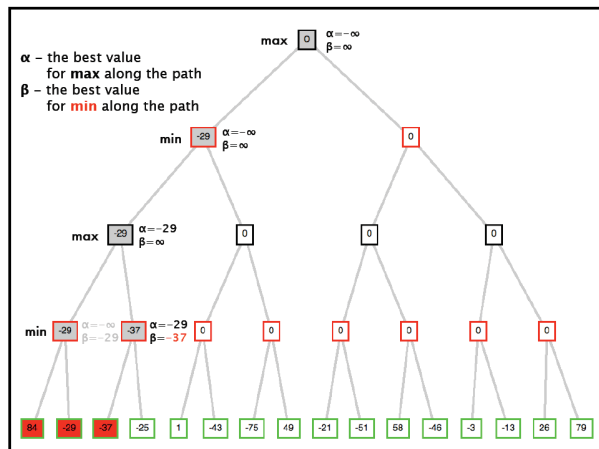 max 0 α=-∞
β=∞
α - the best value
for max along the path
β - the best value
for min along the path
min -29 α=-∞
β=∞
0
max -29 α=-29
β=∞
0 0 0
min -29 α=-∞
β=-29
-37 α=-29
β=-37
0 0 0 0 0 0
84 -29 -37 -25 1 -43 -75 49 -21 -51 58 -46 -3 -13 26 79